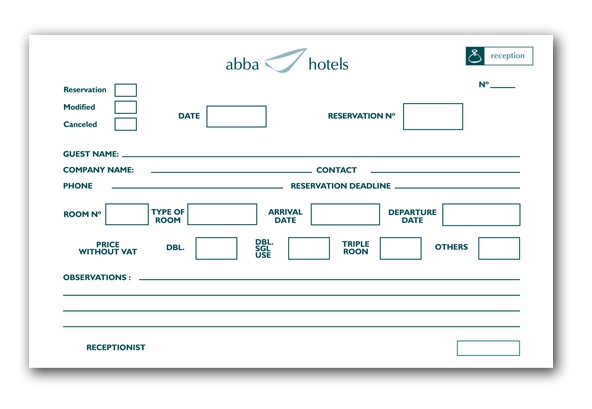 abba hotels
reception
Nº
Reservation
Modified
Canceled
DATE
RESERVATION Nº
GUEST NAME:
COMPANY NAME: CONTACT
PHONE RESERVATION DEADLINE
ROOM Nº TYPE OF ROOM ARRIVAL DATE DEPARTURE DATE
PRICE WITHOUT VAT DBL. DBL. SGL USE TRIPLE ROON OTHERS
OBSERVATIONS :
RECEPTIONIST